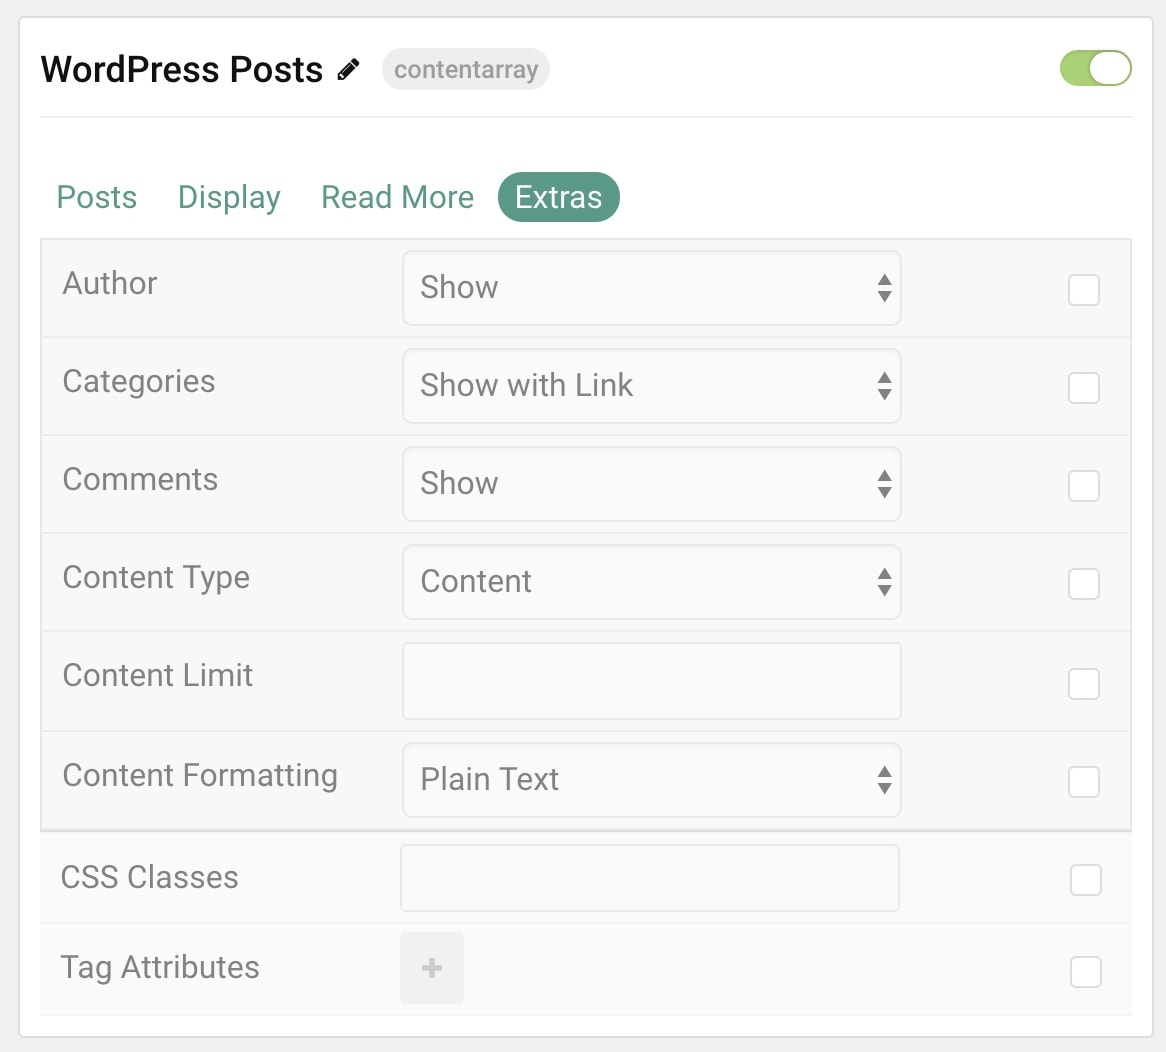 WordPress Posts contentarray
Posts Display Read More Extras
Author Show
Categories Show with Link
Comments Show
Content Type Content
Content Limit
Content Formatting Plain Text
CSS Classes
Tag Attributes +